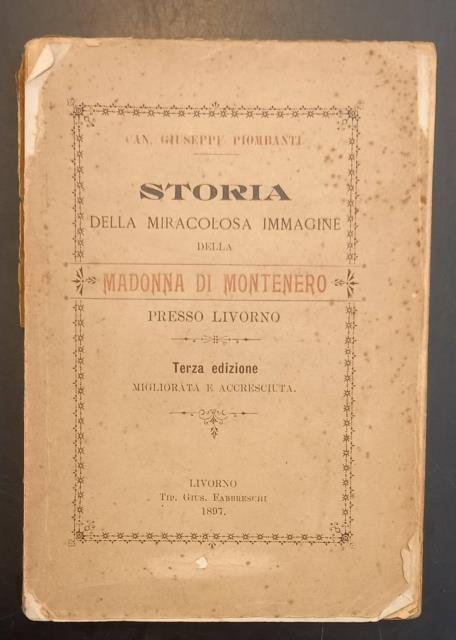 CAN. GIUSEPPE PIOMBANTI
STORIA
DELLA MIRACOLOSA IMMAGINE
DELLA
MADONNA DI MONTENERO
PRESSO LIVORNO
Terza edizione
MIGLIORATA E ACCRESCIUTA.
LIVORNO
TIP. GIUS. FABBRESCHI
1897.